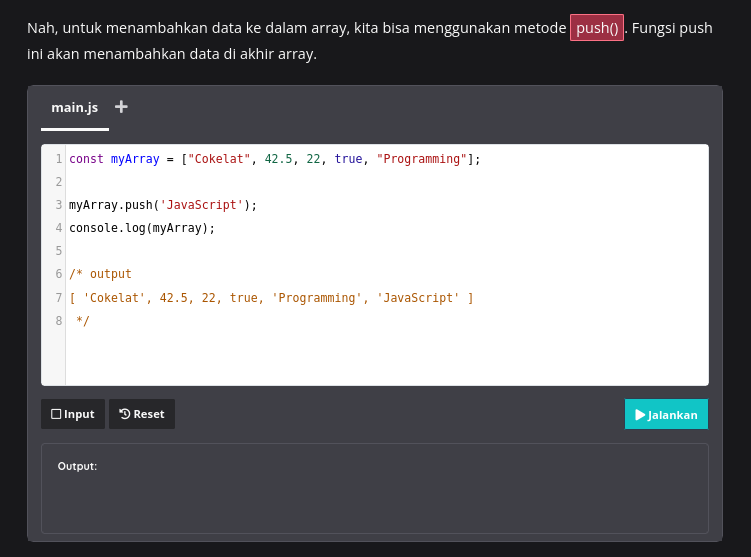 Nah, untuk menambahkan data ke dalam array, kita bisa menggunakan metode push() . Fungsi push
ini akan menambahkan data di akhir array.
main.js +
1 const myArray = ["Cokelat", 42.5, 22, true, "Programming"];
2
3 myArray.push('JavaScript');
4 console.log(myArray);
5
6 /* output
7 [ 'Cokelat', 42.5, 22, true, 'Programming', 'JavaScript' ]
8 */
Input Reset Jalankan
Output: